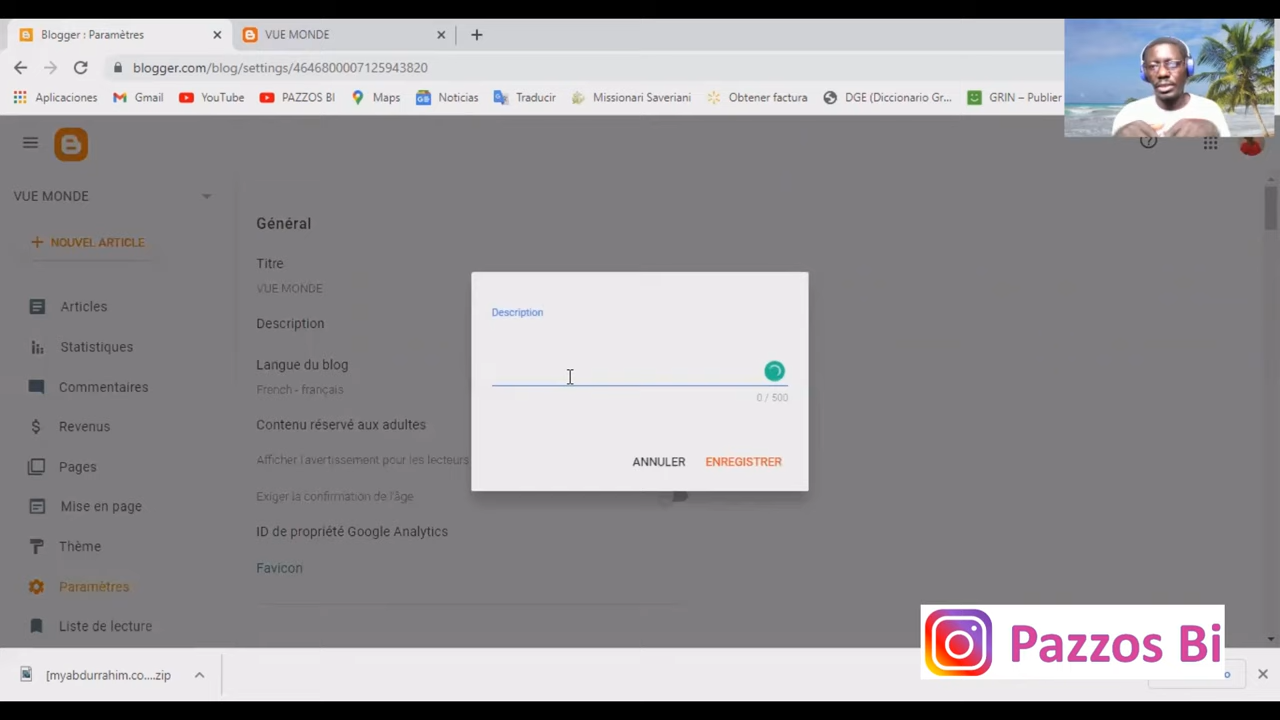 Blogger : Paramètres
VUE MONDE
blogger.com/blog/settings/4646800007125943820
Aplicaciones
Gmail
YouTube
PAZZOS BI
Maps
Noticias
Traducir
Missionari Saveriani
Obtener factura
DGE (Diccionario Gr...
GRIN – Publier
VUE MONDE
NOUVEL ARTICLE
Articles
Statistiques
Commentaires
Revenus
Pages
Mise en page
Thème
Paramètres
Liste de lecture
Général
Titre
VUE MONDE
Description
Langue du blog
French - français
Contenu réservé aux adultes
Afficher l'avertissement pour les lecteurs
Exiger la confirmation de l'âge
ID de propriété Google Analytics
Favicon
Description
0 / 500
ANNULER
ENREGISTRER
Pazzos Bi
[myabdurrahim.co....zip